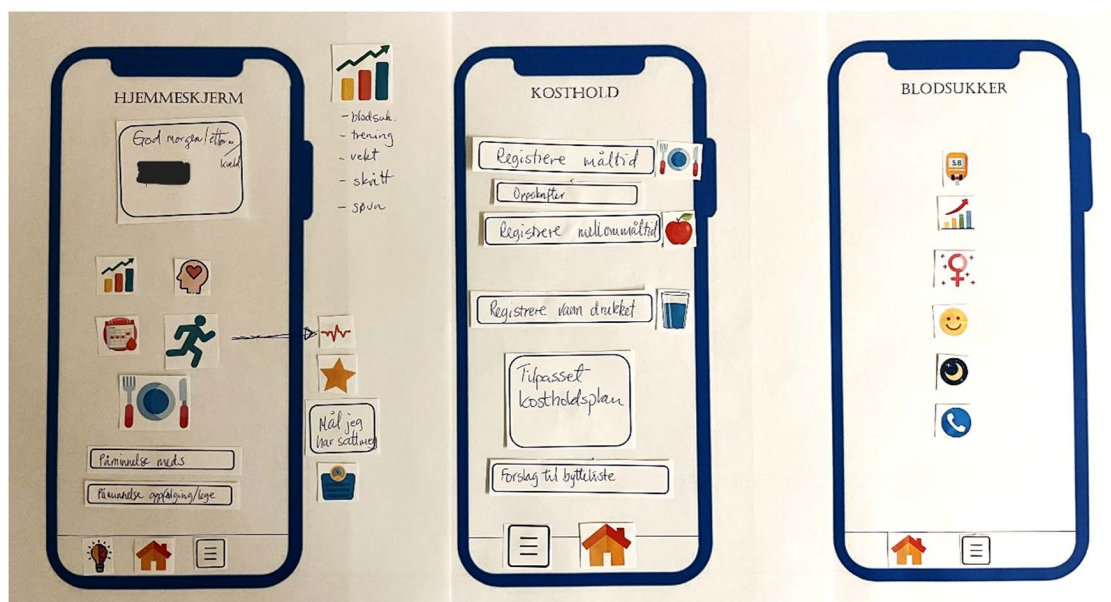 HJEMMESKJERM
God morgen/etterm
kveld
- blodsuk.
- trening
- vekt
- skritt
- søvn
Mål jeg
har satt meg
Påminnelse meds
Påminnelse oppfølging/lege
KOSTHOLD
Registrere måltid
Oppskrifter
Registrere mellommåltid
Registrere vann drukket
Tilpasset
kostholdsplan
Forslag til bytteliste
BLODSUKKER
5.8